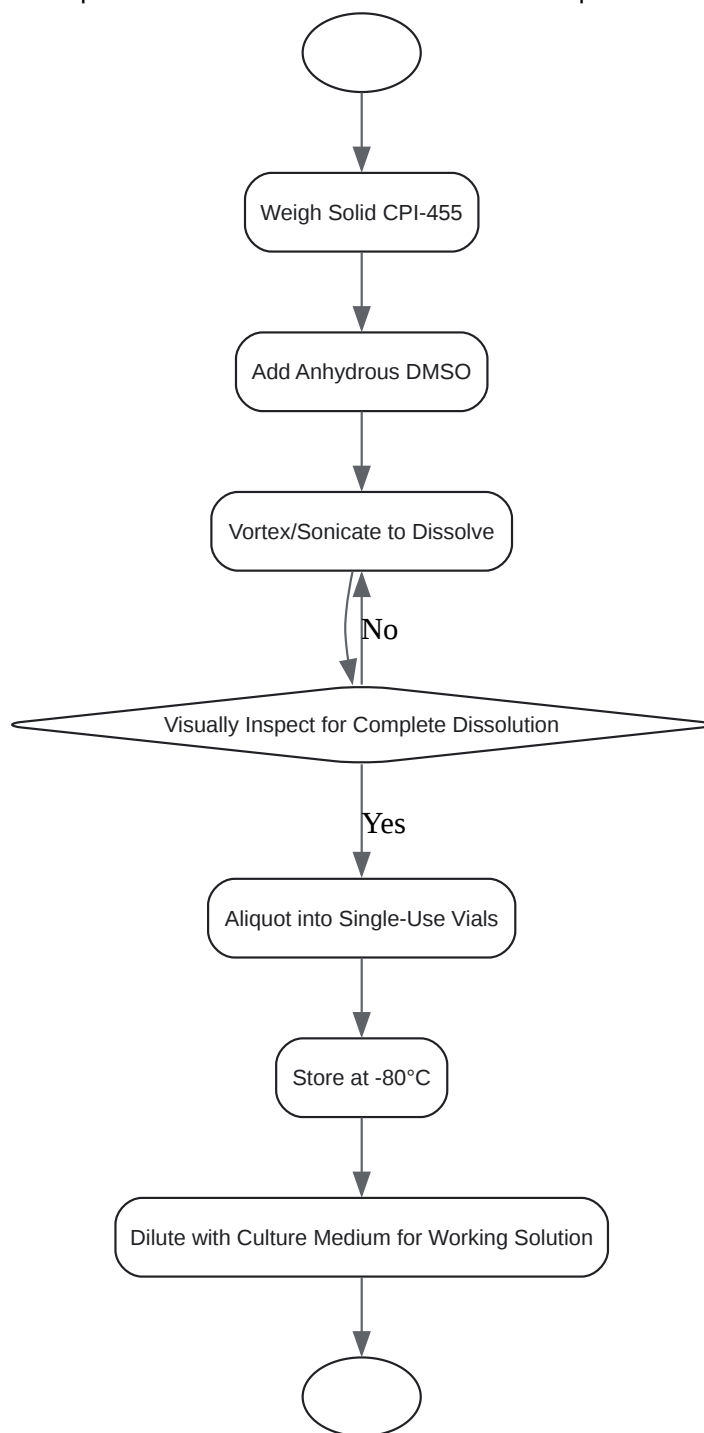 Weigh Solid CPI-455
Add Anhydrous DMSO
Vortex/Sonicate to Dissolve
No
Visually Inspect for Complete Dissolution
Yes
Aliquot into Single-Use Vials
Store at -80°C
Dilute with Culture Medium for Working Solution